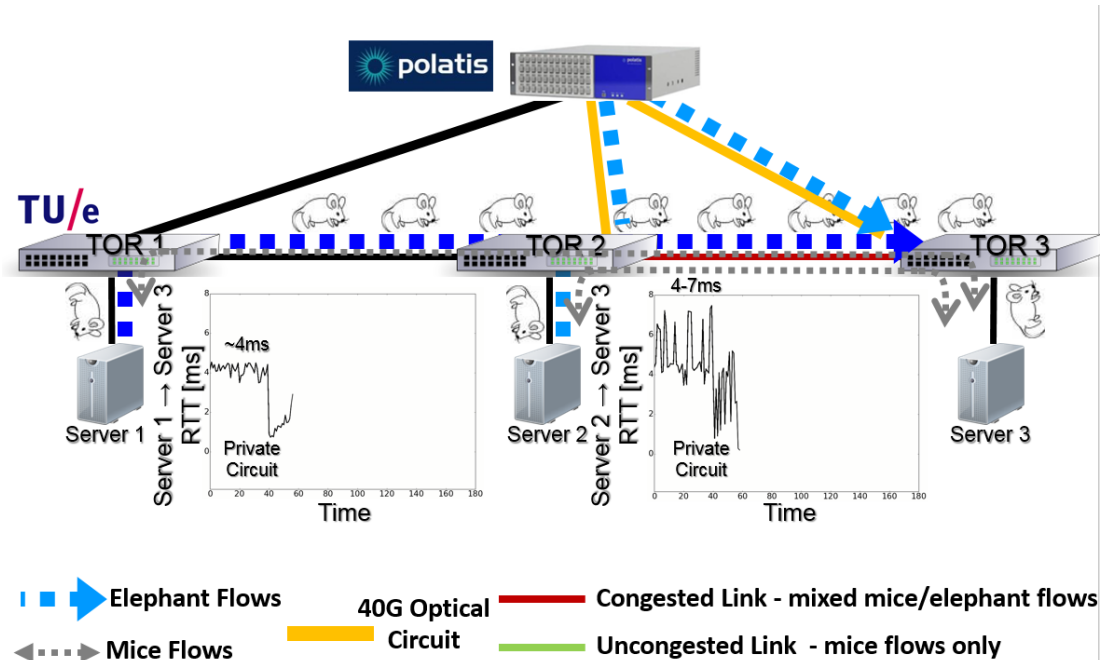 polatis
polatis
TU/e
TOR 1
TOR 2
TOR 3
Server 1 → Server 3
RTT [ms]
8
6
4
2
0
~4ms
Private
Circuit
0 20 40 60 80 100 120 140 160 180
Time
Server 2 → Server 3
RTT [ms]
8
6
4
2
0
4-7ms
Private
Circuit
0 20 40 60 80 100 120 140 160 180
Time
Server 1
Server 2
Server 3
Elephant Flows
Mice Flows
40G Optical
Circuit
Congested Link - mixed mice/elephant flows
Uncongested Link - mice flows only